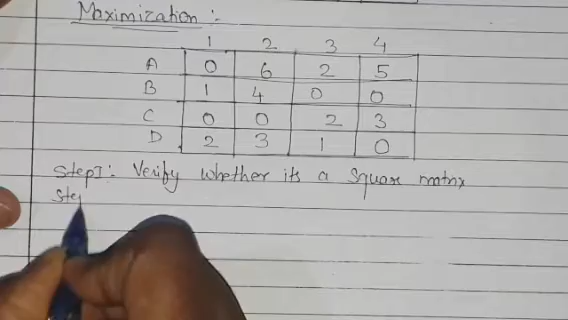 Maximization :-
1 2 3 4
A 0 6 2 5
B 1 4 0 0
C 0 0 2 3
D 2 3 1 0
Step I : Verify whether its a square matrix
Ste